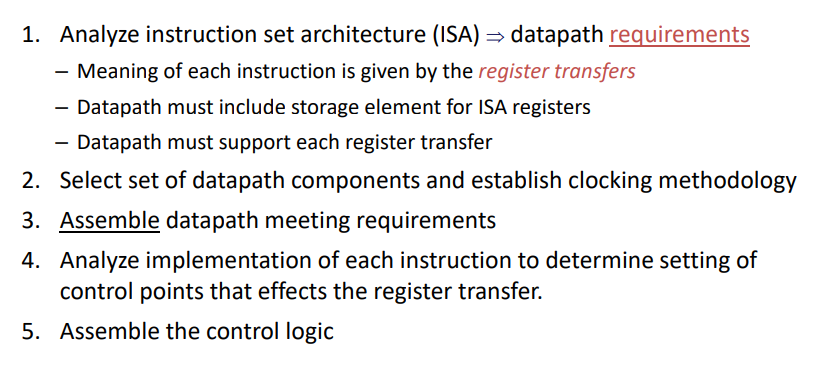 1. Analyze instruction set architecture (ISA) ⇒ datapath requirements
– Meaning of each instruction is given by the register transfers
– Datapath must include storage element for ISA registers
– Datapath must support each register transfer
2. Select set of datapath components and establish clocking methodology
3. Assemble datapath meeting requirements
4. Analyze implementation of each instruction to determine setting of
control points that effects the register transfer.
5. Assemble the control logic